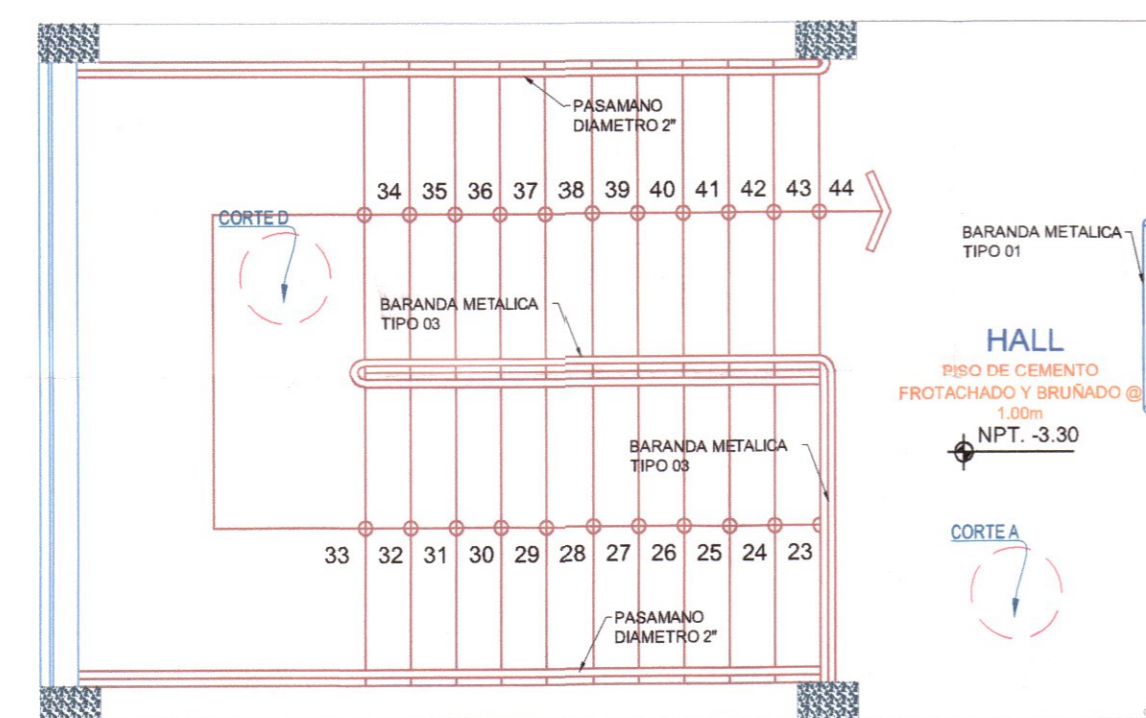 PASAMANO
DIAMETRO 2"
34 35 36 37 38 39 40 41 42 43 44
CORTE D
BARANDA METALICA
TIPO 01
BARANDA METALICA
TIPO 03
HALL
PISO DE CEMENTO
FROTACHADO Y BRUÑADO @
1.00m
NPT. -3.30
BARANDA METALICA
TIPO 03
CORTE A
33 32 31 30 29 28 27 26 25 24 23
PASAMANO
DIAMETRO 2"